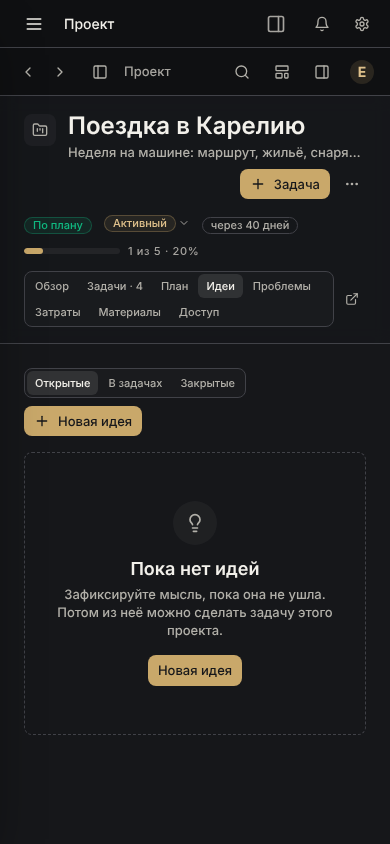 Проект
Проект
E
Поездка в Карелию
Неделя на машине: маршрут, жильё, снаря...
Задача
По плану
Активный
через 40 дней
1 из 5 · 20%
Обзор
Задачи · 4
План
Идеи
Проблемы
Затраты
Материалы
Доступ
Открытые
В задачах
Закрытые
Новая идея
Пока нет идей
Зафиксируйте мысль, пока она не ушла.
Потом из неё можно сделать задачу этого
проекта.
Новая идея